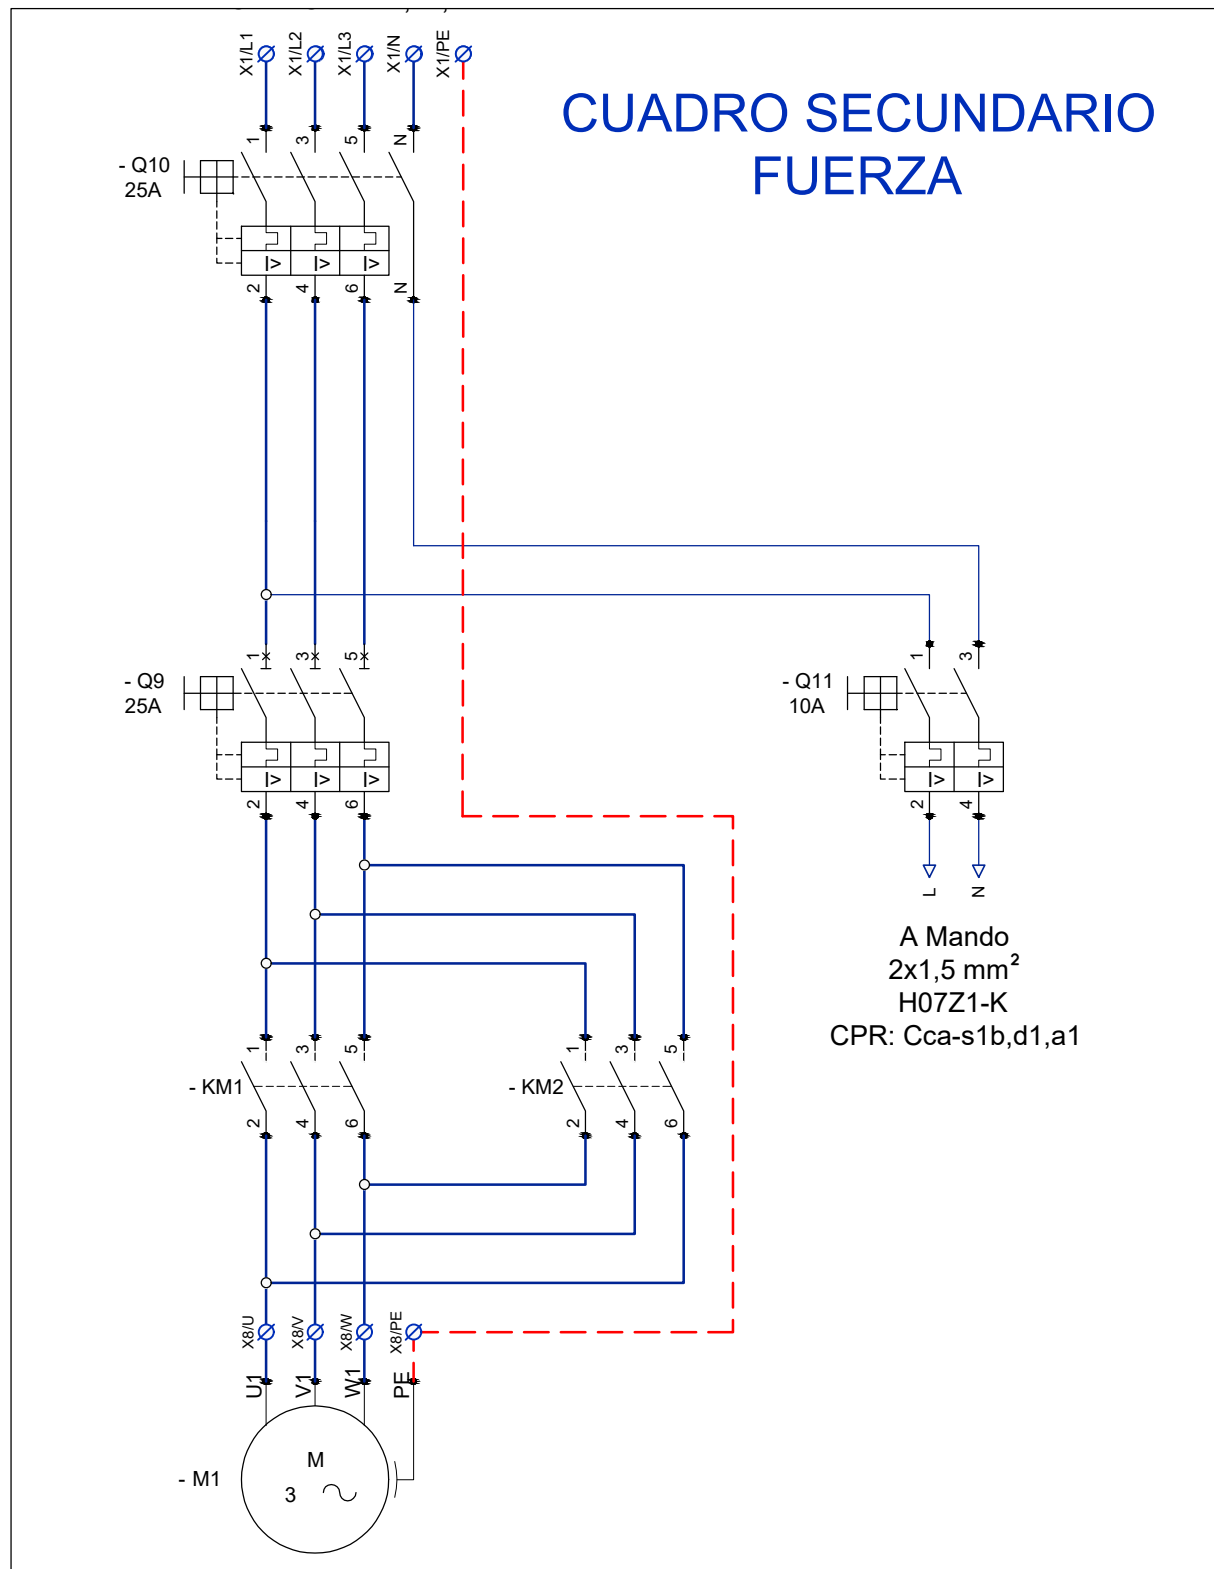 X1/L1 X1/L2 X1/L3 X1/N X1/PE
CUADRO SECUNDARIO
FUERZA
1 3 5 N
- Q10
25A
I> I> I>
2 4 6 N
1 3 5
- Q9
25A
I> I> I>
2 4 6
1 3
- Q11
10A
I> I>
2 4
L N
A Mando
2x1,5 mm²
H07Z1-K
CPR: Cca-s1b,d1,a1
1 3 5
- KM1
2 4 6
1 3 5
- KM2
2 4 6
X8/U X8/V X8/W X8/PE
U1 V1 W1 PE
- M1
M
3